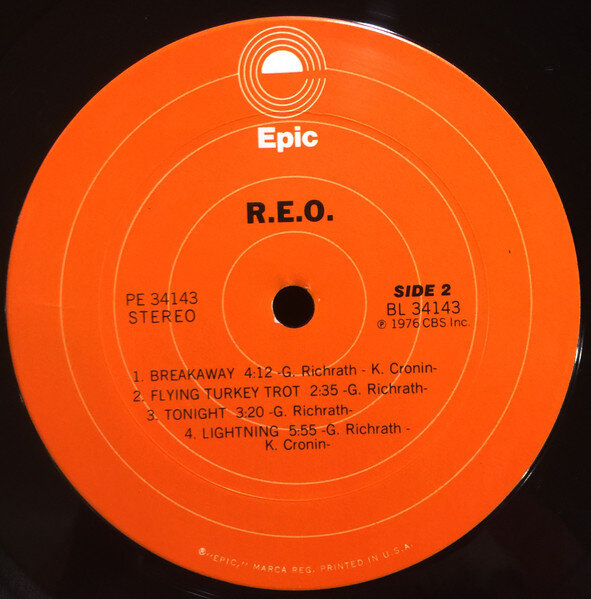 Epic
R.E.O.
PE 34143
STEREO
SIDE 2
BL 34143
℗ 1976 CBS Inc.
1. BREAKAWAY 4:12 -G. Richrath - K. Cronin-
2. FLYING TURKEY TROT 2:35 -G. Richrath-
3. TONIGHT 3:20 -G. Richrath-
4. LIGHTNING 5:55 -G. Richrath -
K. Cronin-
® "EPIC," MARCA REG. PRINTED IN U.S.A.